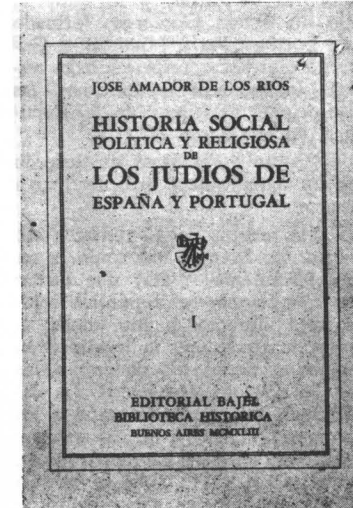 JOSE AMADOR DE LOS RIOS
HISTORIA SOCIAL
POLITICA Y RELIGIOSA
DE
LOS JUDIOS DE
ESPAÑA Y PORTUGAL
I
EDITORIAL BAJEL
BIBLIOTECA HISTORICA
BUENOS AIRES MCMXLIII